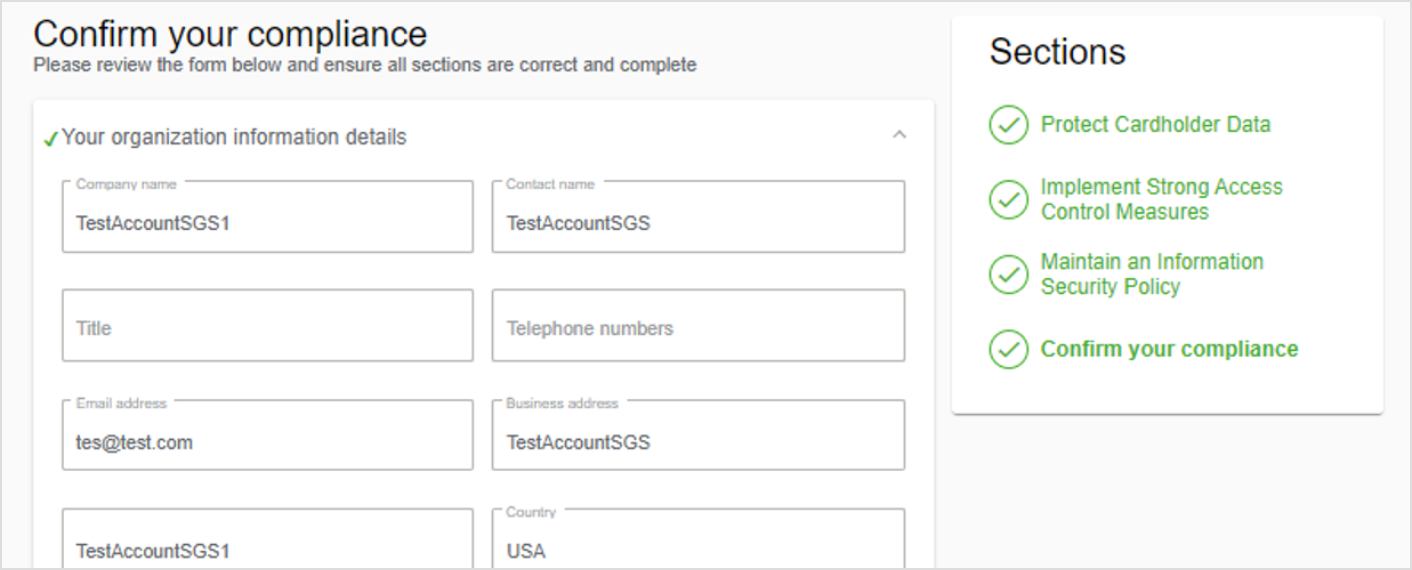 Confirm your compliance
Please review the form below and ensure all sections are correct and complete
Your organization information details
Company name
TestAccountSGS1
Contact name
TestAccountSGS
Title
Telephone numbers
Email address
tes@test.com
Business address
TestAccountSGS
TestAccountSGS1
Country
USA
Sections
Protect Cardholder Data
Implement Strong Access
Control Measures
Maintain an Information
Security Policy
Confirm your compliance